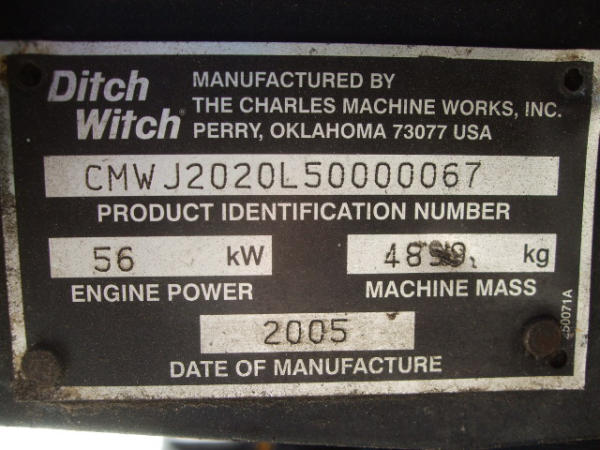 Ditch Witch®
MANUFACTURED BY
THE CHARLES MACHINE WORKS, INC.
PERRY, OKLAHOMA 73077 USA
CMWJ2020L50000067
PRODUCT IDENTIFICATION NUMBER
56 kW
ENGINE POWER
kg
MACHINE MASS
2005
DATE OF MANUFACTURE